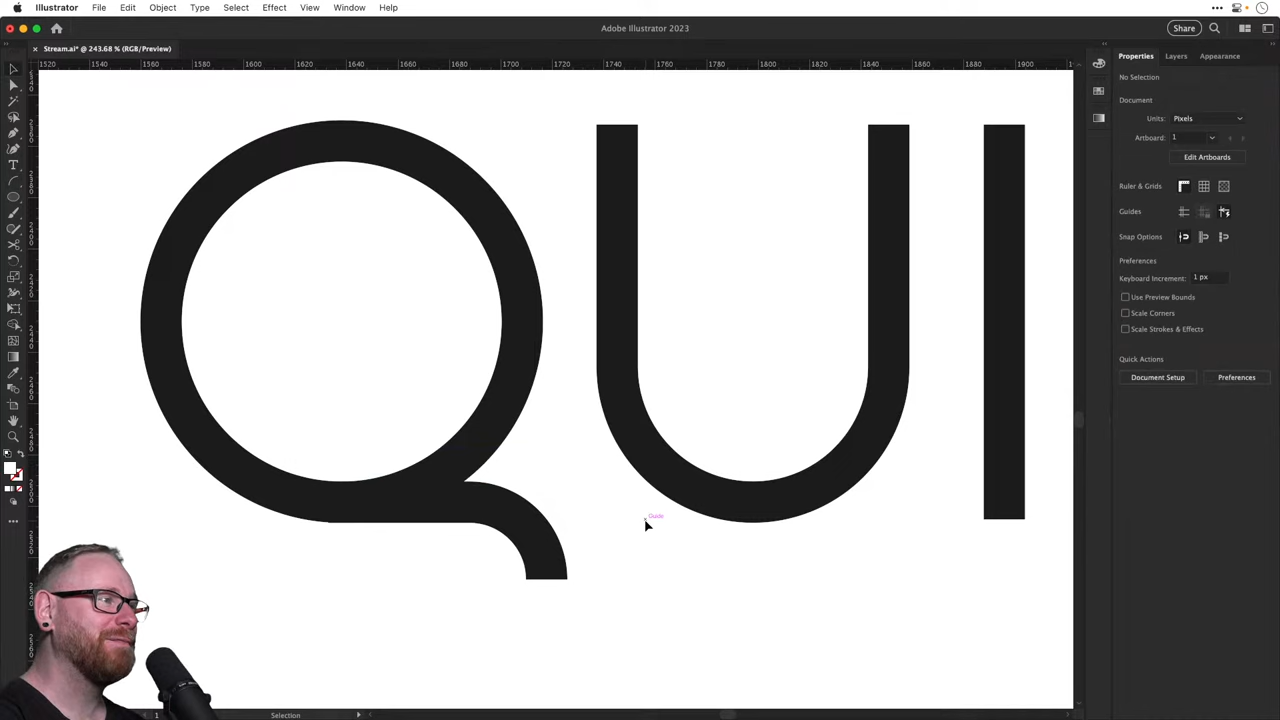 Illustrator File Edit Object Type Select Effect View Window Help
Adobe Illustrator 2023
Share
× Stream.ai* @ 243.68 % (RGB/Preview)
1520 1540 1560 1580 1600 1620 1640 1660 1680 1700 1720 1740 1760 1780 1800 1820 1840 1860 1880 1900
Properties Layers Appearance
No Selection
Document
Units: Pixels
Artboard: 1
Edit Artboards
Ruler & Grids
Guides
Snap Options
Preferences
Keyboard Increment: 1 px
Use Preview Bounds
Scale Corners
Scale Strokes & Effects
Quick Actions
Document Setup Preferences
QUI
Guide
1 Selection